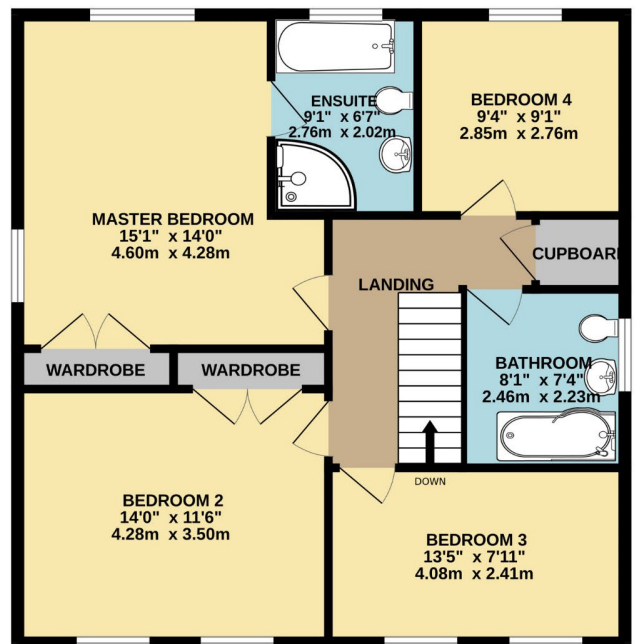 ENSUITE
9'1" x 6'7"
2.76m x 2.02m
BEDROOM 4
9'4" x 9'1"
2.85m x 2.76m
MASTER BEDROOM
15'1" x 14'0"
4.60m x 4.28m
CUPBOARD
LANDING
WARDROBE
WARDROBE
BATHROOM
8'1" x 7'4"
2.46m x 2.23m
DOWN
BEDROOM 2
14'0" x 11'6"
4.28m x 3.50m
BEDROOM 3
13'5" x 7'11"
4.08m x 2.41m